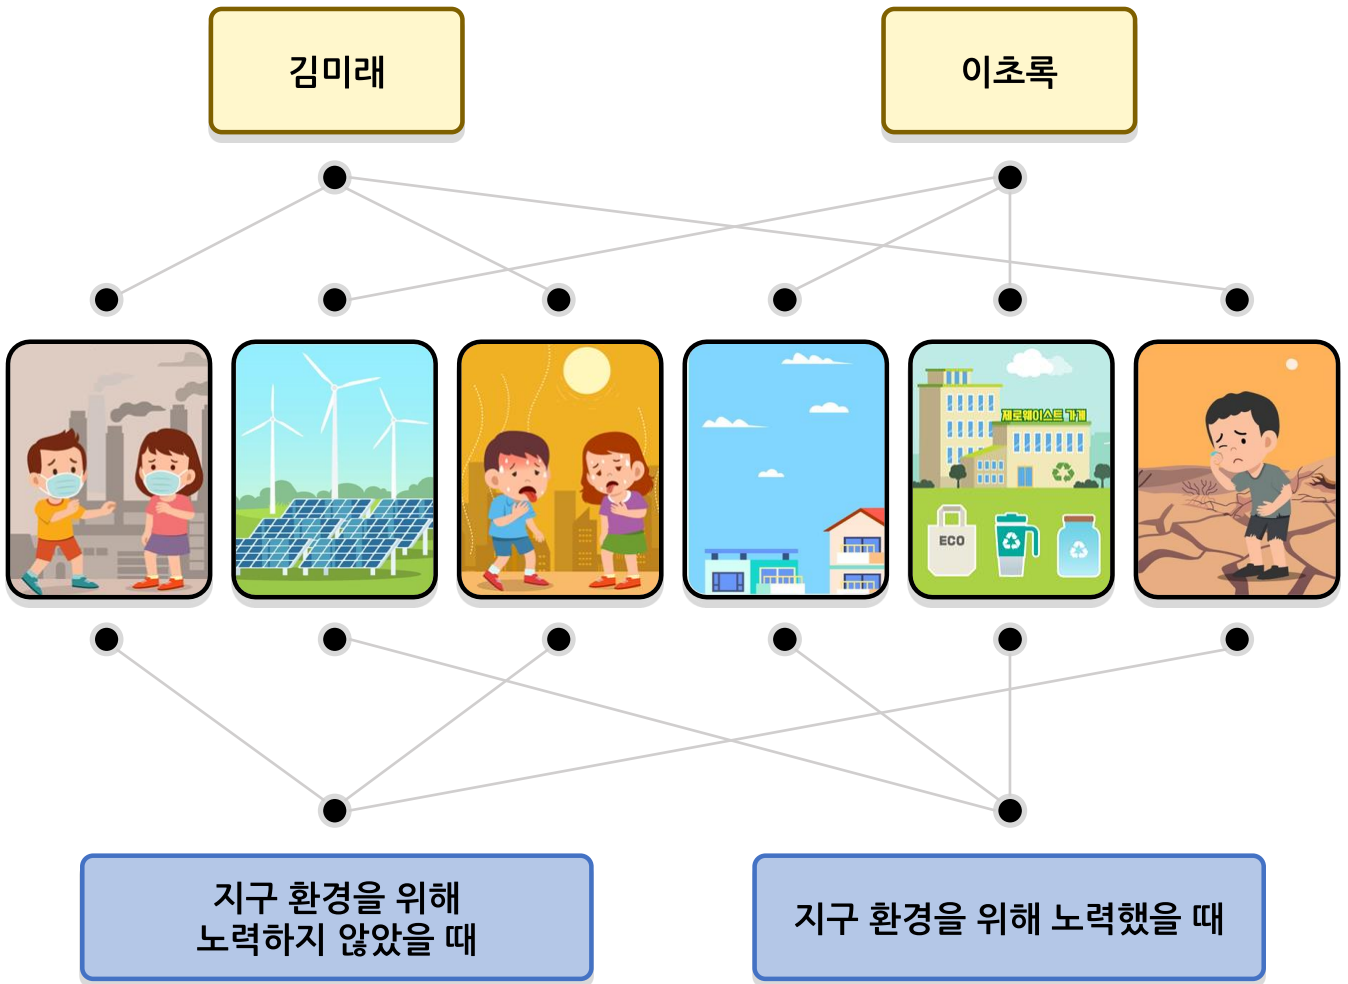 김미래
이초록
제로웨이스트 가게
ECO
지구 환경을 위해
노력하지 않았을 때
지구 환경을 위해 노력했을 때